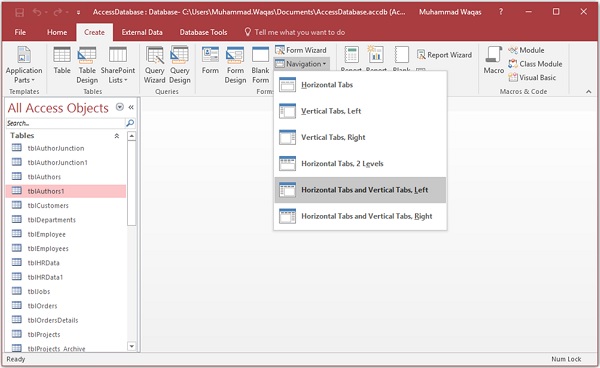 AccessDatabase : Database- C:\Users\Muhammad.Waqas\Documents\AccessDatabase.accdb (Ac...
Muhammad Waqas
File Home Create External Data Database Tools Tell me what you want to do
Application Parts
Templates
Table
Table Design
SharePoint Lists
Tables
Query Wizard
Query Design
Queries
Form
Form Design
Blank Form
Form Wizard
Navigation
Report
Report
Blank
Report Wizard
Macro
Module
Class Module
Visual Basic
Macros & Code
Horizontal Tabs
Vertical Tabs, Left
Vertical Tabs, Right
Horizontal Tabs, 2 Levels
Horizontal Tabs and Vertical Tabs, Left
Horizontal Tabs and Vertical Tabs, Right
All Access Objects
Search...
Tables
tblAuthorJunction
tblAuthorJunction1
tblAuthors
tblAuthors1
tblCustomers
tblDepartments
tblEmployee
tblEmployees
tblHRData
tblHRData1
tblJobs
tblOrders
tblOrdersDetails
tblProjects
tblProjects_Archive
Ready
Num Lock